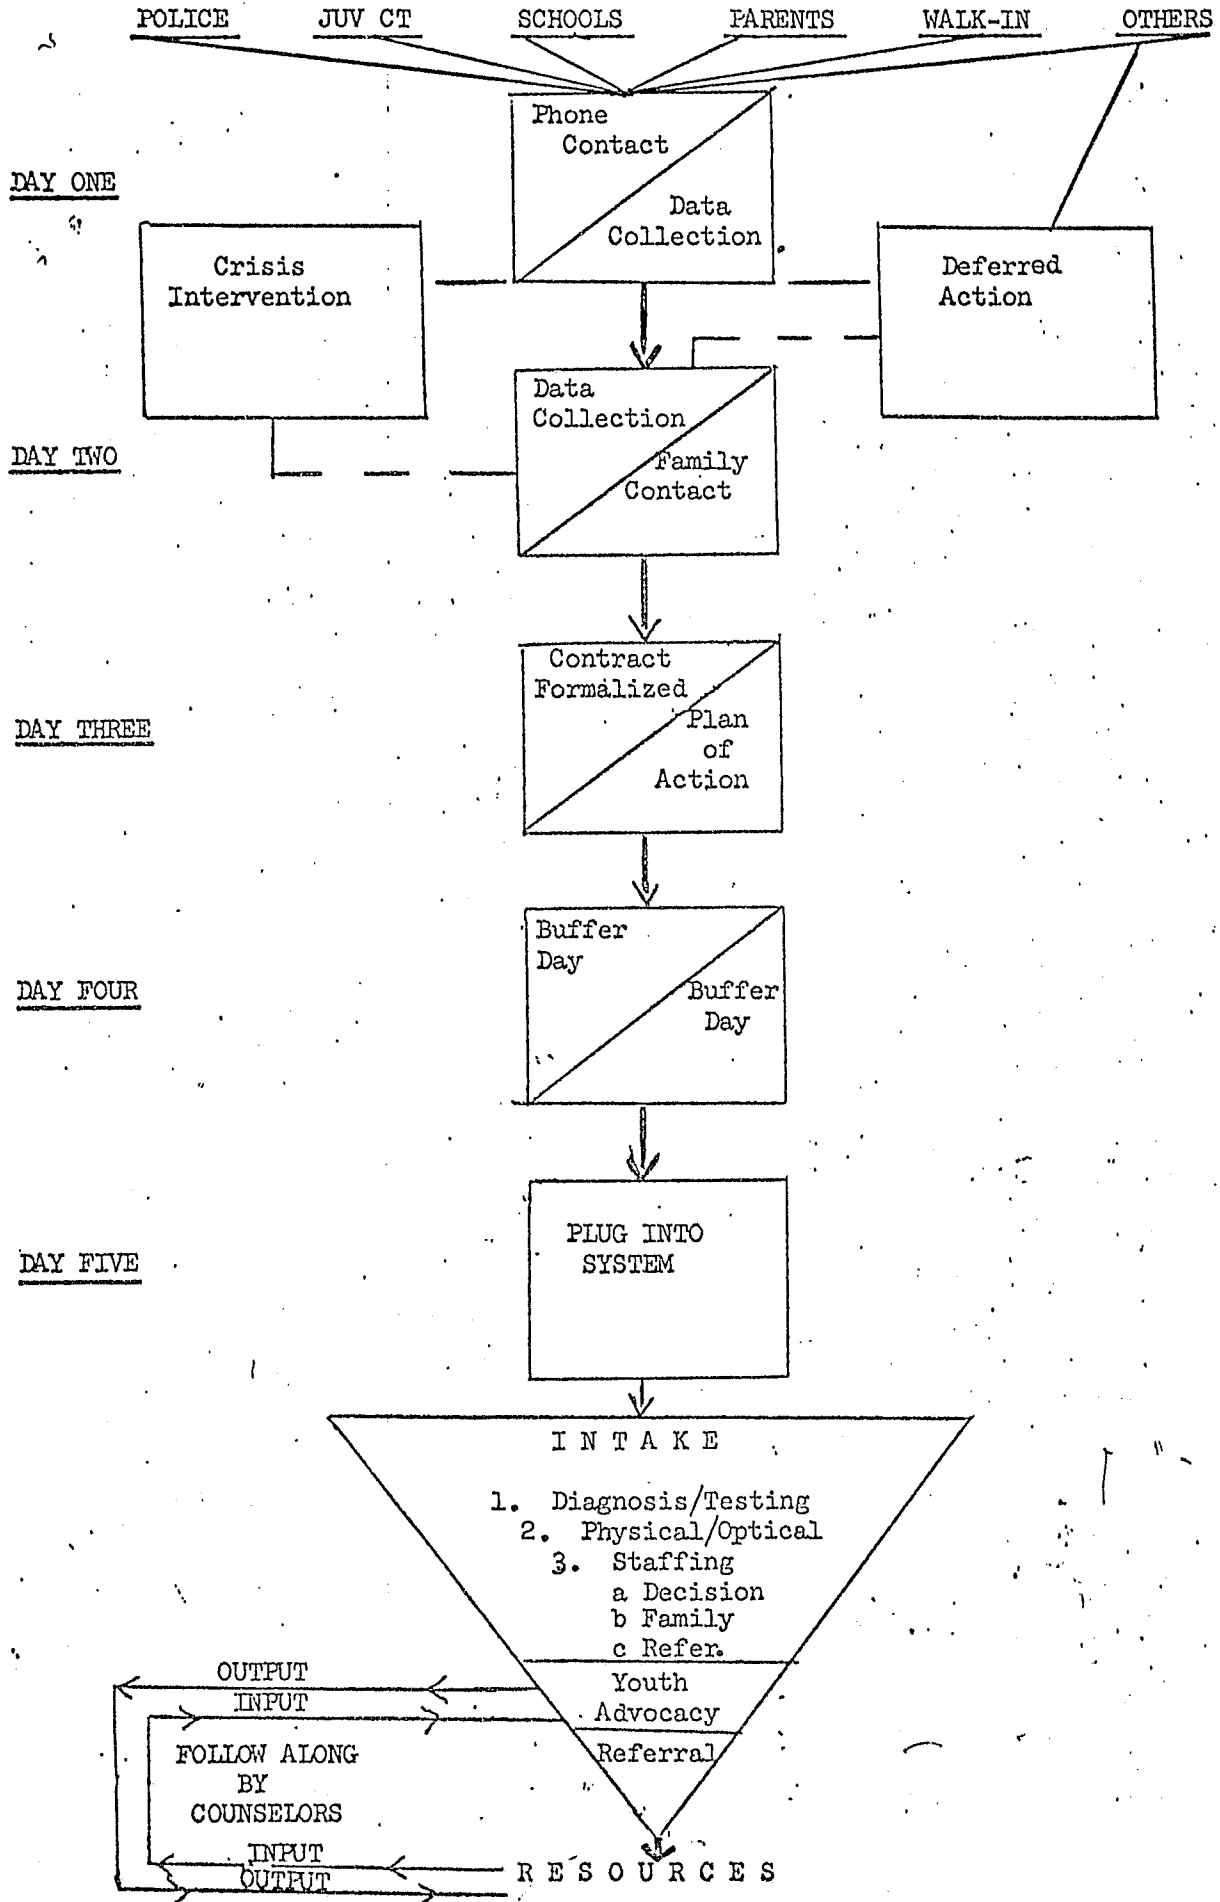 POLICE JUV CT SCHOOLS PARENTS WALK-IN OTHERS
Phone
Contact
Data
Collection
DAY ONE
Crisis
Intervention
Deferred
Action
Data
Collection
Family
Contact
DAY TWO
Contract
Formalized
Plan
of
Action
DAY THREE
Buffer
Day
Buffer
Day
DAY FOUR
PLUG INTO
SYSTEM
DAY FIVE
INTAKE
1. Diagnosis/Testing
2. Physical/Optical
3. Staffing
a Decision
b Family
c Refer.
Youth
Advocacy
Referral
OUTPUT
INPUT
FOLLOW ALONG
BY
COUNSELORS
INPUT
OUTPUT
RESOURCES